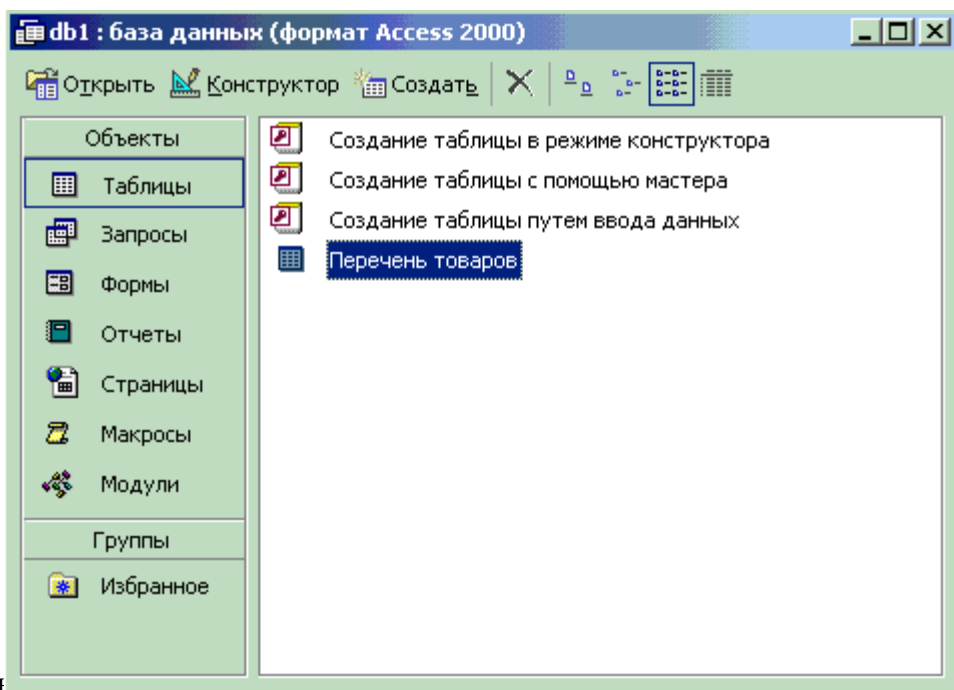 db1 : база данных (формат Access 2000)
Открыть Конструктор Создать
Объекты
Таблицы
Запросы
Формы
Отчеты
Страницы
Макросы
Модули
Группы
Избранное
Создание таблицы в режиме конструктора
Создание таблицы с помощью мастера
Создание таблицы путем ввода данных
Перечень товаров